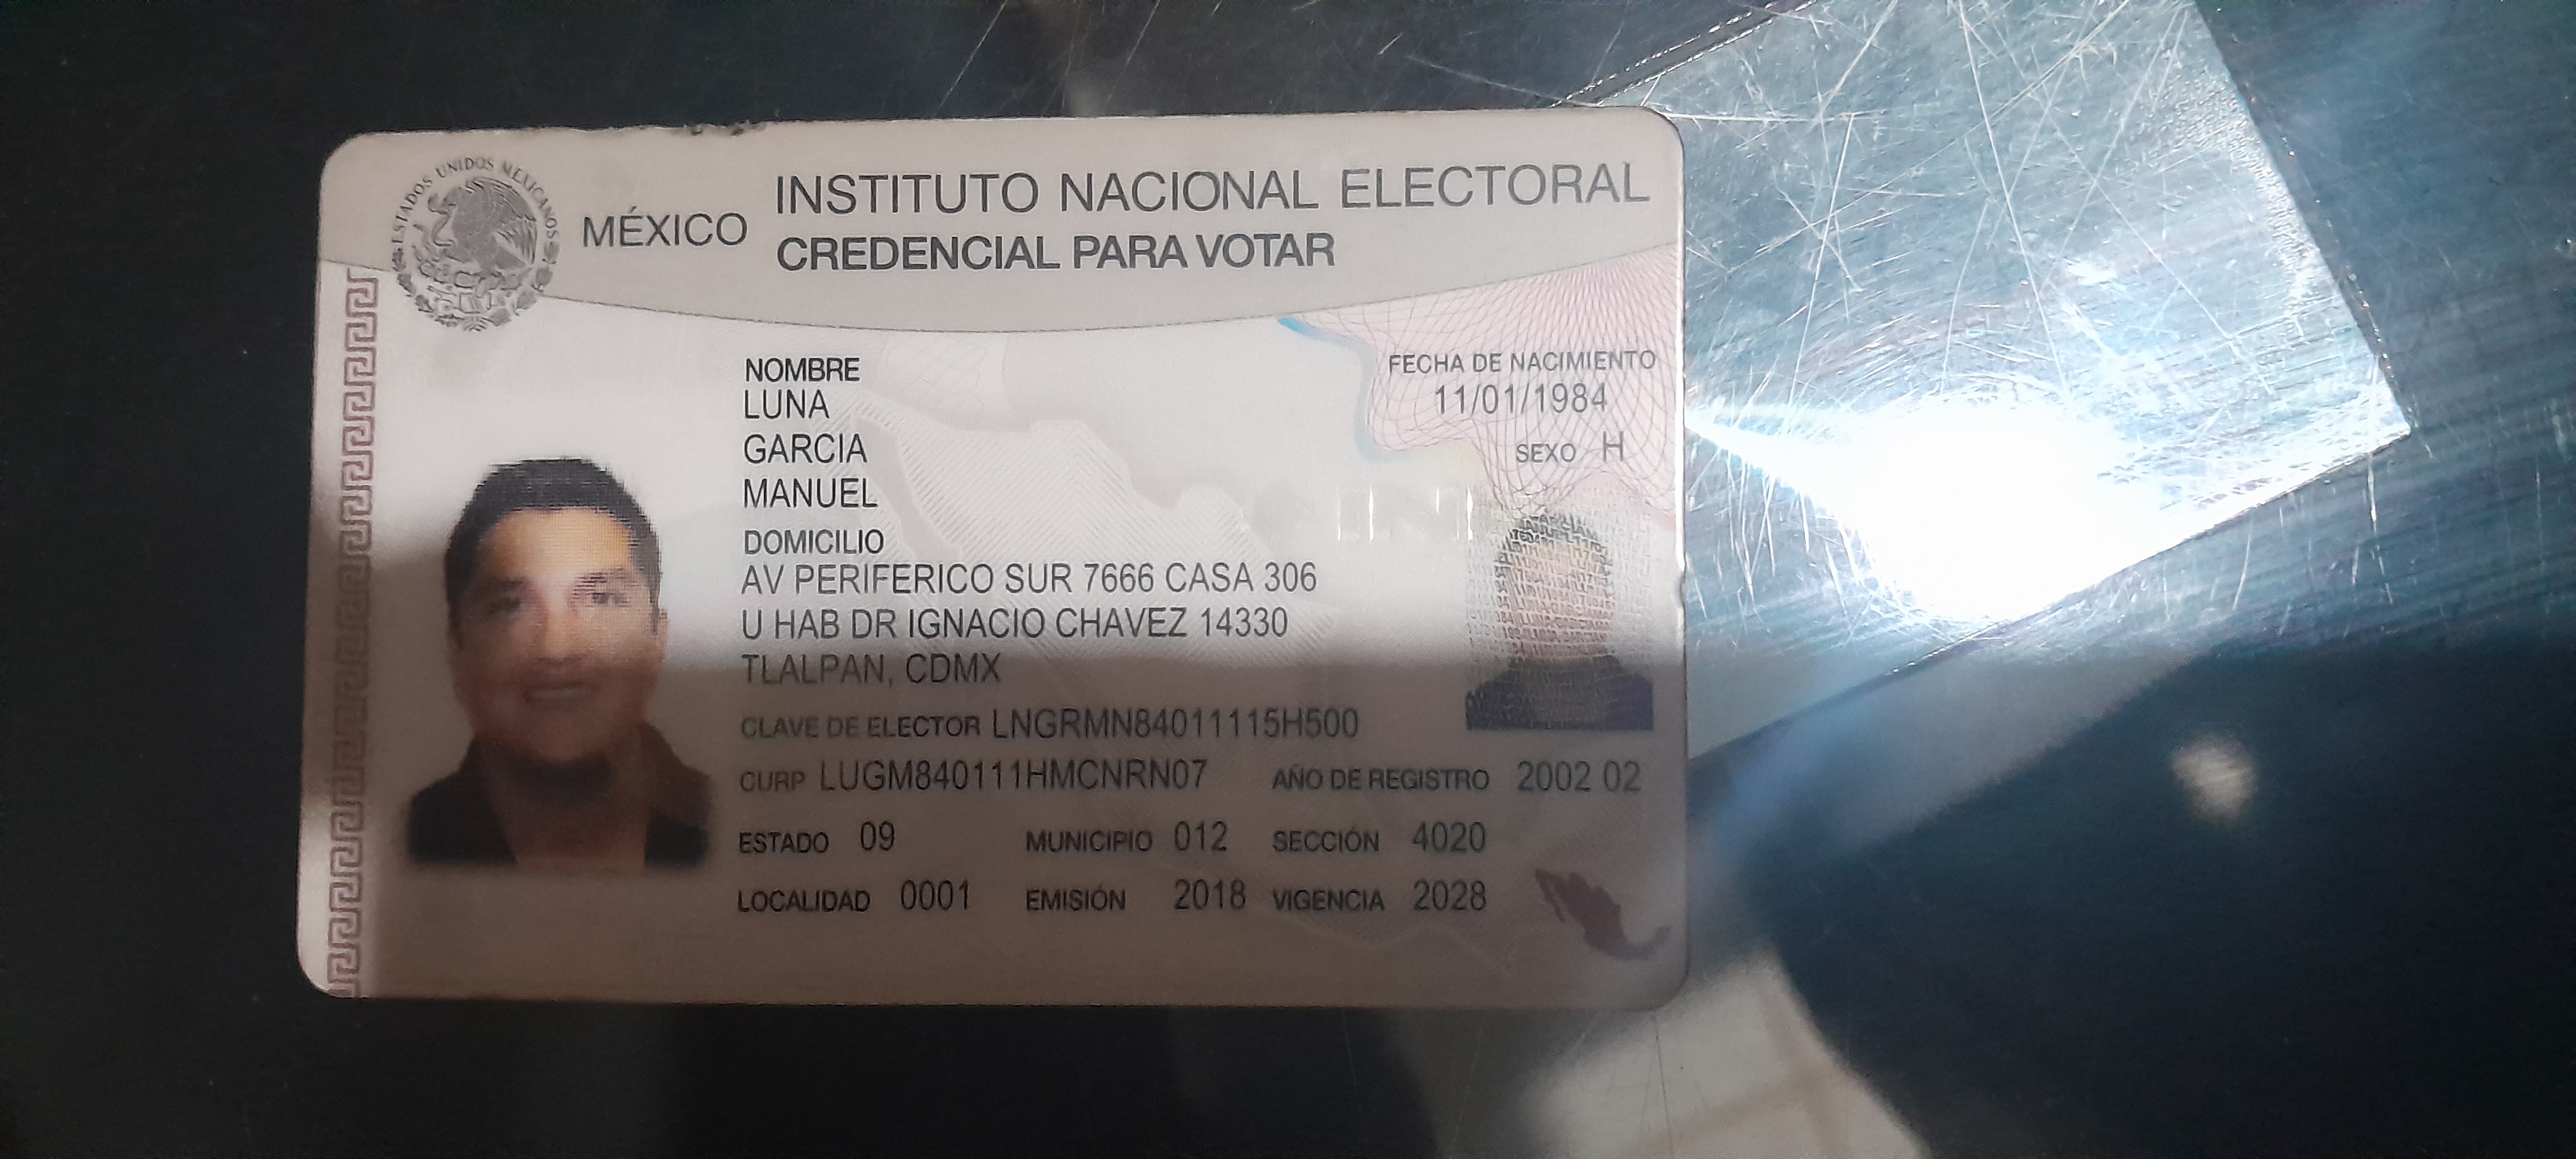 ESTADOS UNIDOS MEXICANOS
MÉXICO
INSTITUTO NACIONAL ELECTORAL
CREDENCIAL PARA VOTAR
NOMBRE
LUNA
GARCIA
MANUEL
FECHA DE NACIMIENTO
11/01/1984
SEXO H
DOMICILIO
AV PERIFERICO SUR 7666 CASA 306
U HAB DR IGNACIO CHAVEZ 14330
TLALPAN, CDMX
CLAVE DE ELECTOR LNGRMN84011115H500
CURP LUGM840111HMCNRN07 AÑO DE REGISTRO 2002 02
ESTADO 09 MUNICIPIO 012 SECCIÓN 4020
LOCALIDAD 0001 EMISIÓN 2018 VIGENCIA 2028